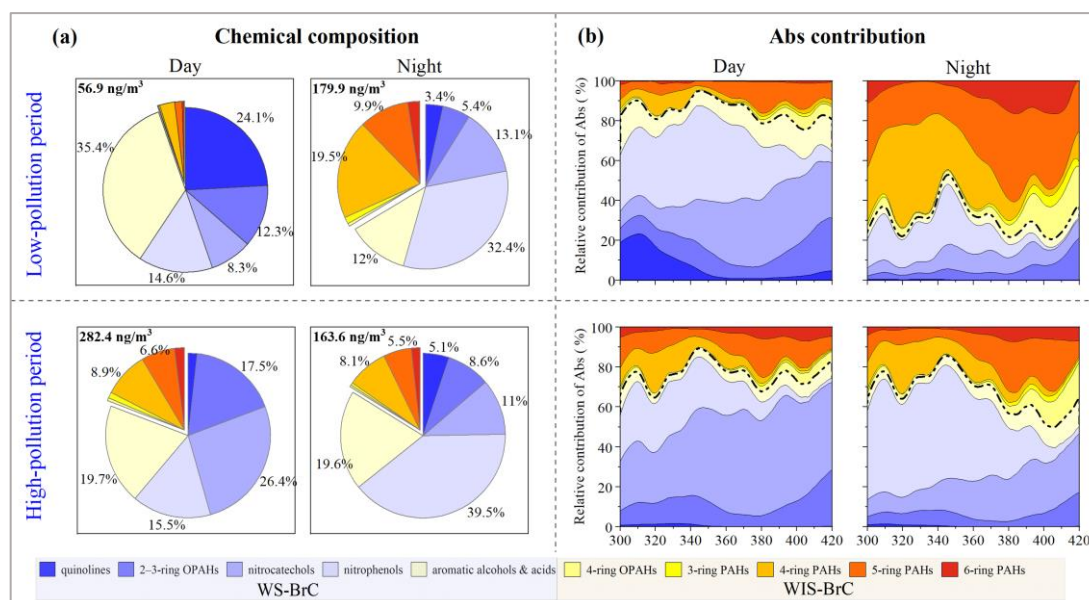 (a) Chemical composition
(b) Abs contribution
Day
Night
Day
Night
Low-pollution period
56.9 ng/m³
24.1%
12.3%
8.3%
14.6%
35.4%
179.9 ng/m³
3.4%
5.4%
13.1%
32.4%
12%
19.5%
9.9%
Relative contribution of Abs (%)
100
80
60
40
20
0
300 320 340 360 380 400 420
High-pollution period
282.4 ng/m³
17.5%
26.4%
15.5%
19.7%
8.9%
6.6%
163.6 ng/m³
5.1%
8.6%
11%
39.5%
19.6%
8.1%
5.5%
Relative contribution of Abs (%)
100
80
60
40
20
0
300 320 340 360 380 400 420
300 320 340 360 380 400 420
quinolines 2–3-ring OPAHs nitrocatechols nitrophenols aromatic alcohols & acids 4-ring OPAHs 3-ring PAHs 4-ring PAHs 5-ring PAHs 6-ring PAHs
WS-BrC WIS-BrC